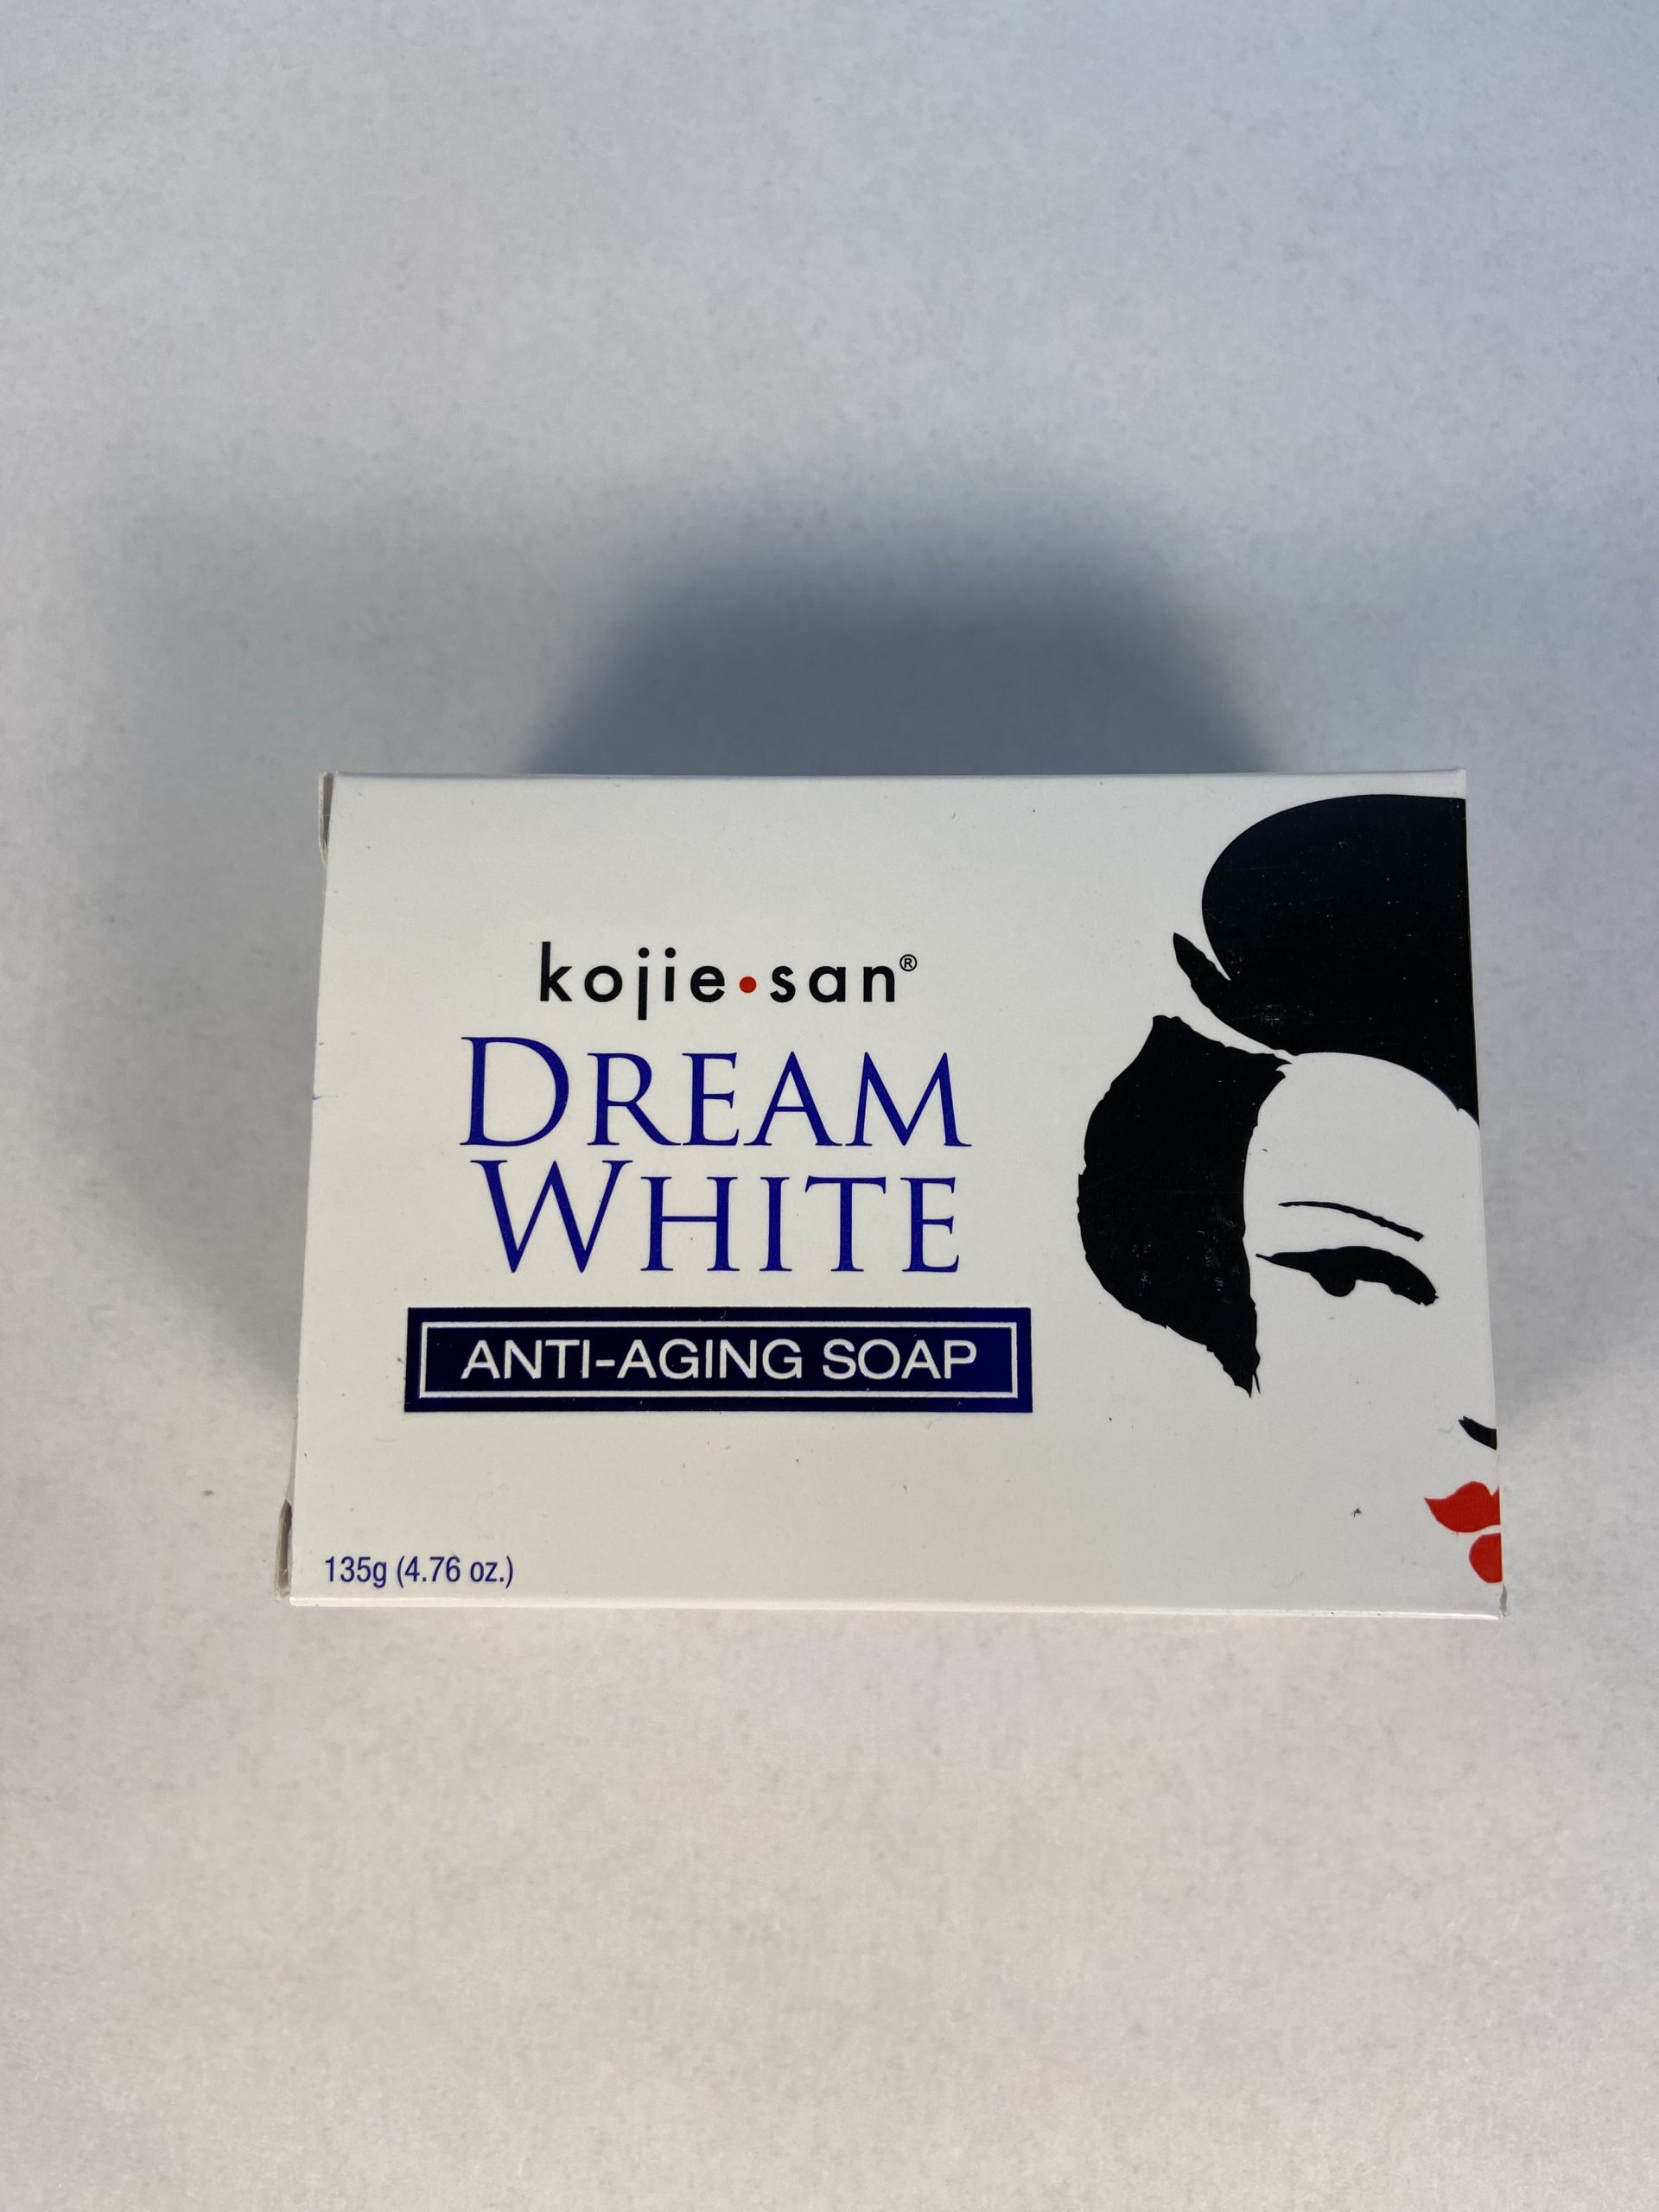 kojie•san®
DREAM
WHITE
ANTI-AGING SOAP
135g (4.76 oz.)